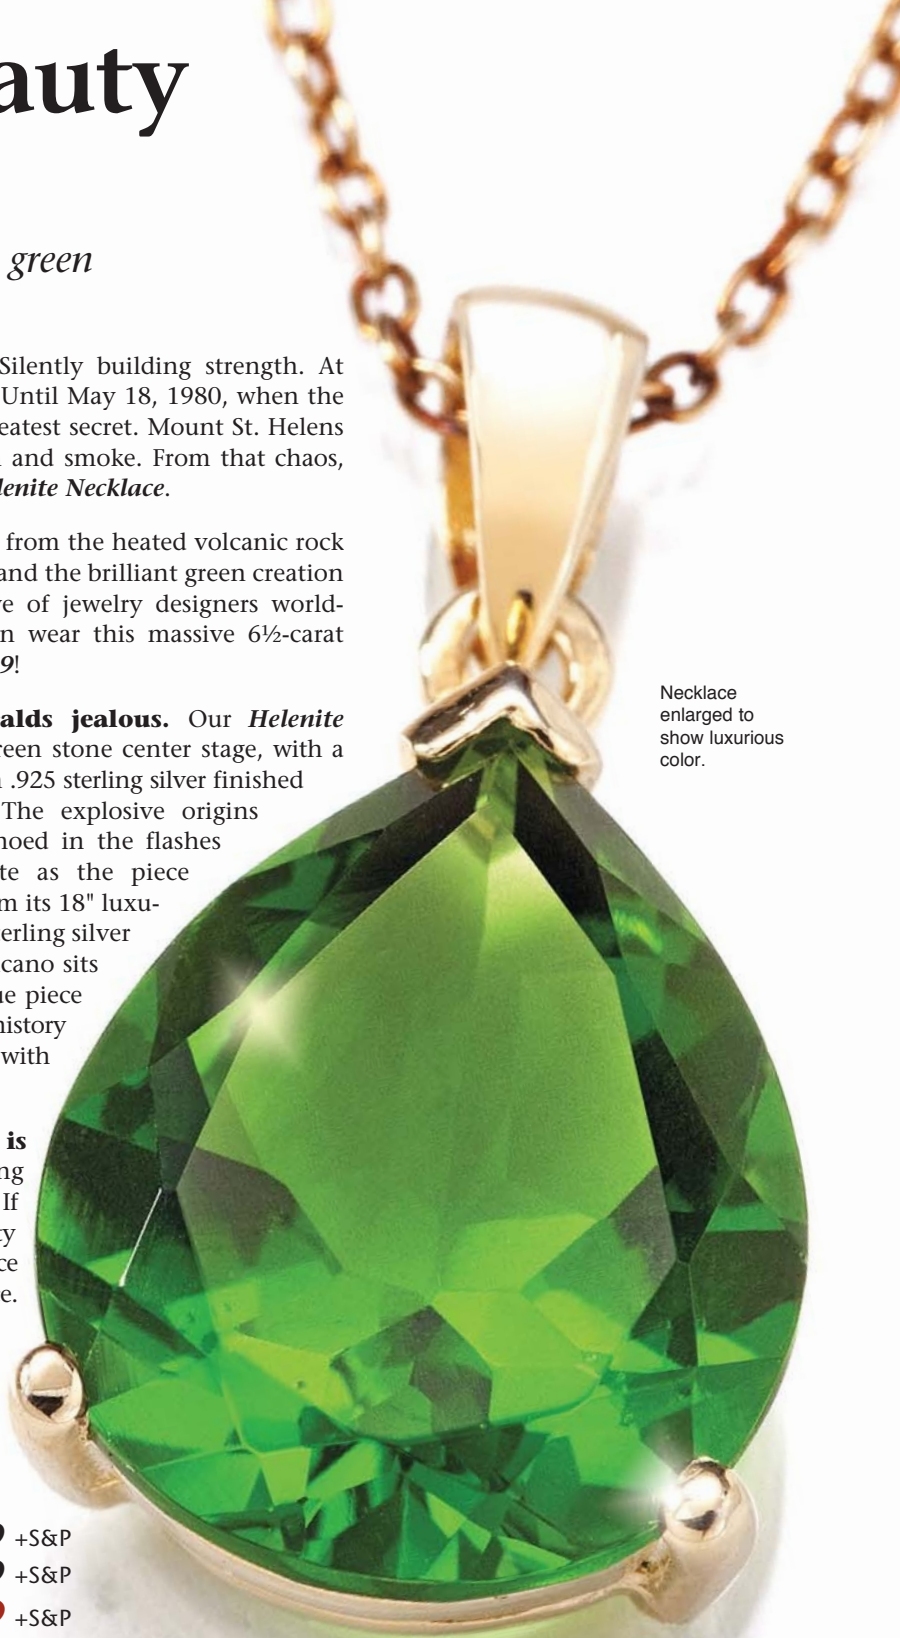 auty
green
Silently building strength. At
Until May 18, 1980, when the
eatest secret. Mount St. Helens
and smoke. From that chaos,
lenite Necklace.
from the heated volcanic rock
and the brilliant green creation
e of jewelry designers world-
n wear this massive 6½-carat
9!
alds jealous. Our Helenite
reen stone center stage, with a
.925 sterling silver finished
The explosive origins
hoed in the flashes
te as the piece
m its 18" luxu-
erling silver
cano sits
ue piece
history
with
is
ng
If
ty
ce
e.
+S&P
+S&P
+S&P
Necklace
enlarged to
show luxurious
color.